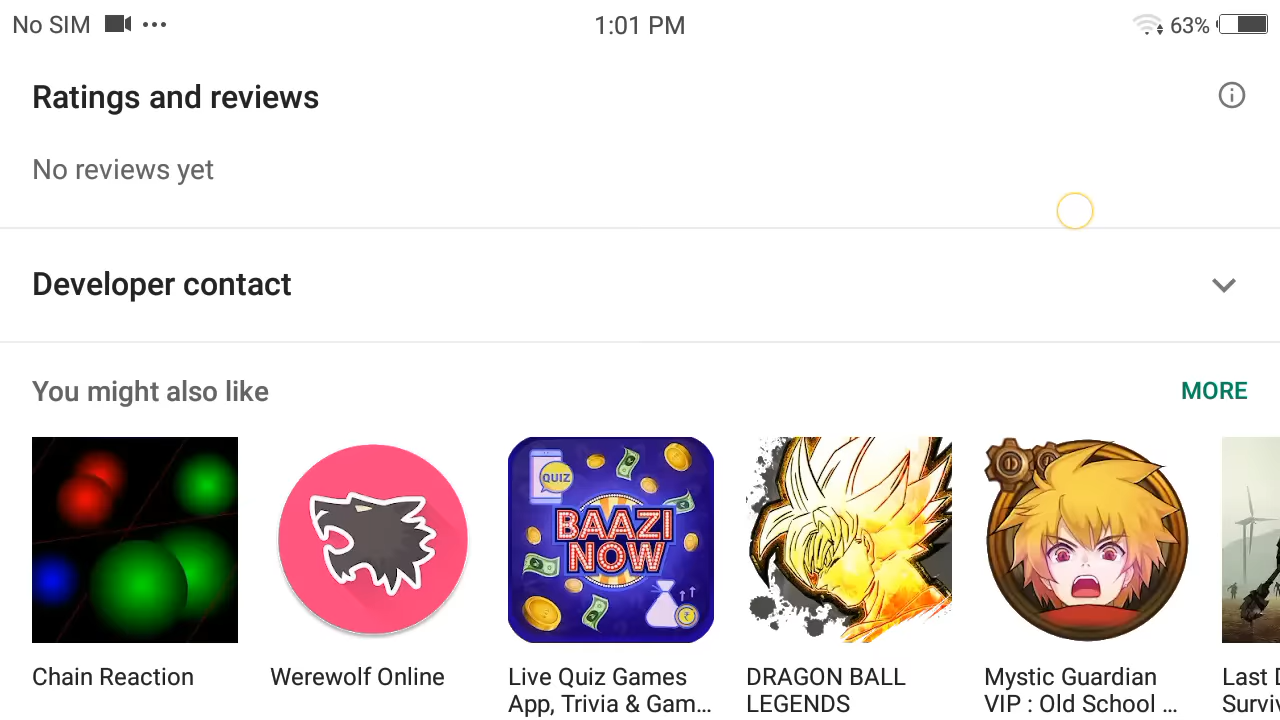 No SIM
1:01 PM
63%
Ratings and reviews
No reviews yet
Developer contact
You might also like
MORE
QUIZ
BAAZI
NOW
Chain Reaction
Werewolf Online
Live Quiz Games
App, Trivia & Gam...
DRAGON BALL
LEGENDS
Mystic Guardian
VIP : Old School ...
Last D
Surviv